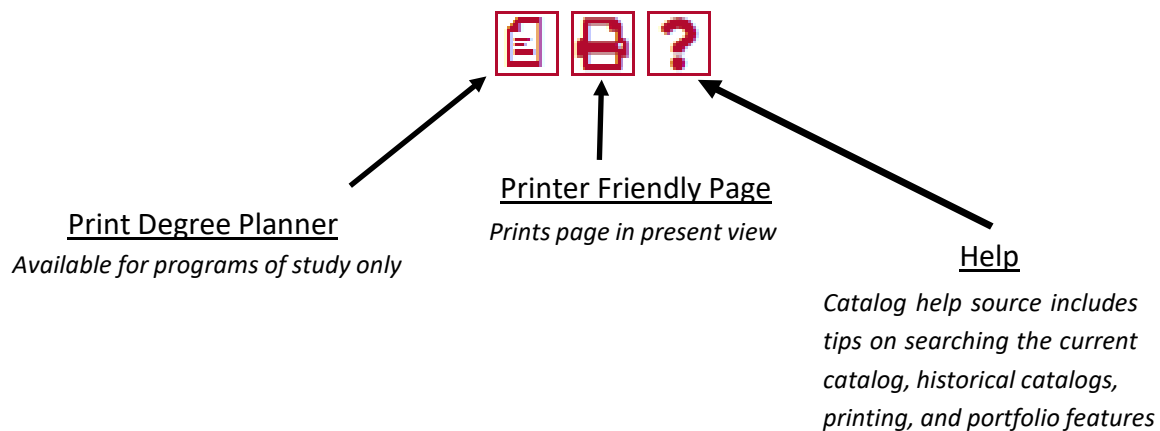 ?
Print Degree Planner
Available for programs of study only
Printer Friendly Page
Prints page in present view
Help
Catalog help source includes
tips on searching the current
catalog, historical catalogs,
printing, and portfolio features